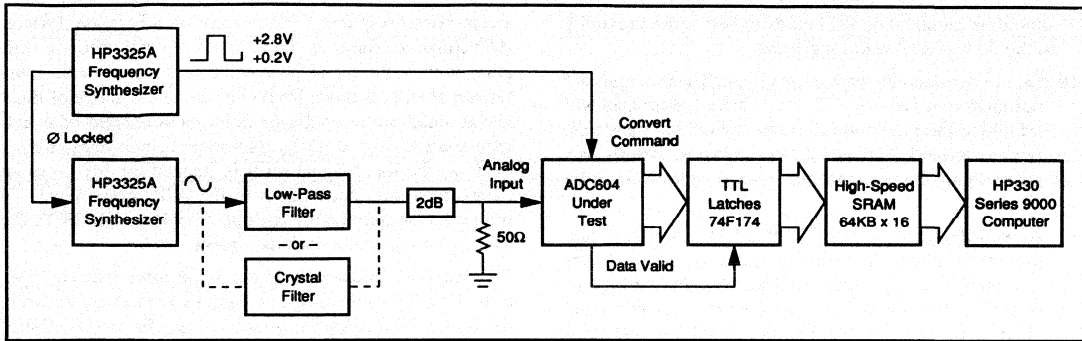 HP3325A
Frequency
Synthesizer
+2.8V
+0.2V
Ø Locked
HP3325A
Frequency
Synthesizer
Low-Pass
Filter
– or –
Crystal
Filter
2dB
50Ω
Analog
Input
Convert
Command
ADC604
Under
Test
Data Valid
TTL
Latches
74F174
High-Speed
SRAM
64KB x 16
HP330
Series 9000
Computer